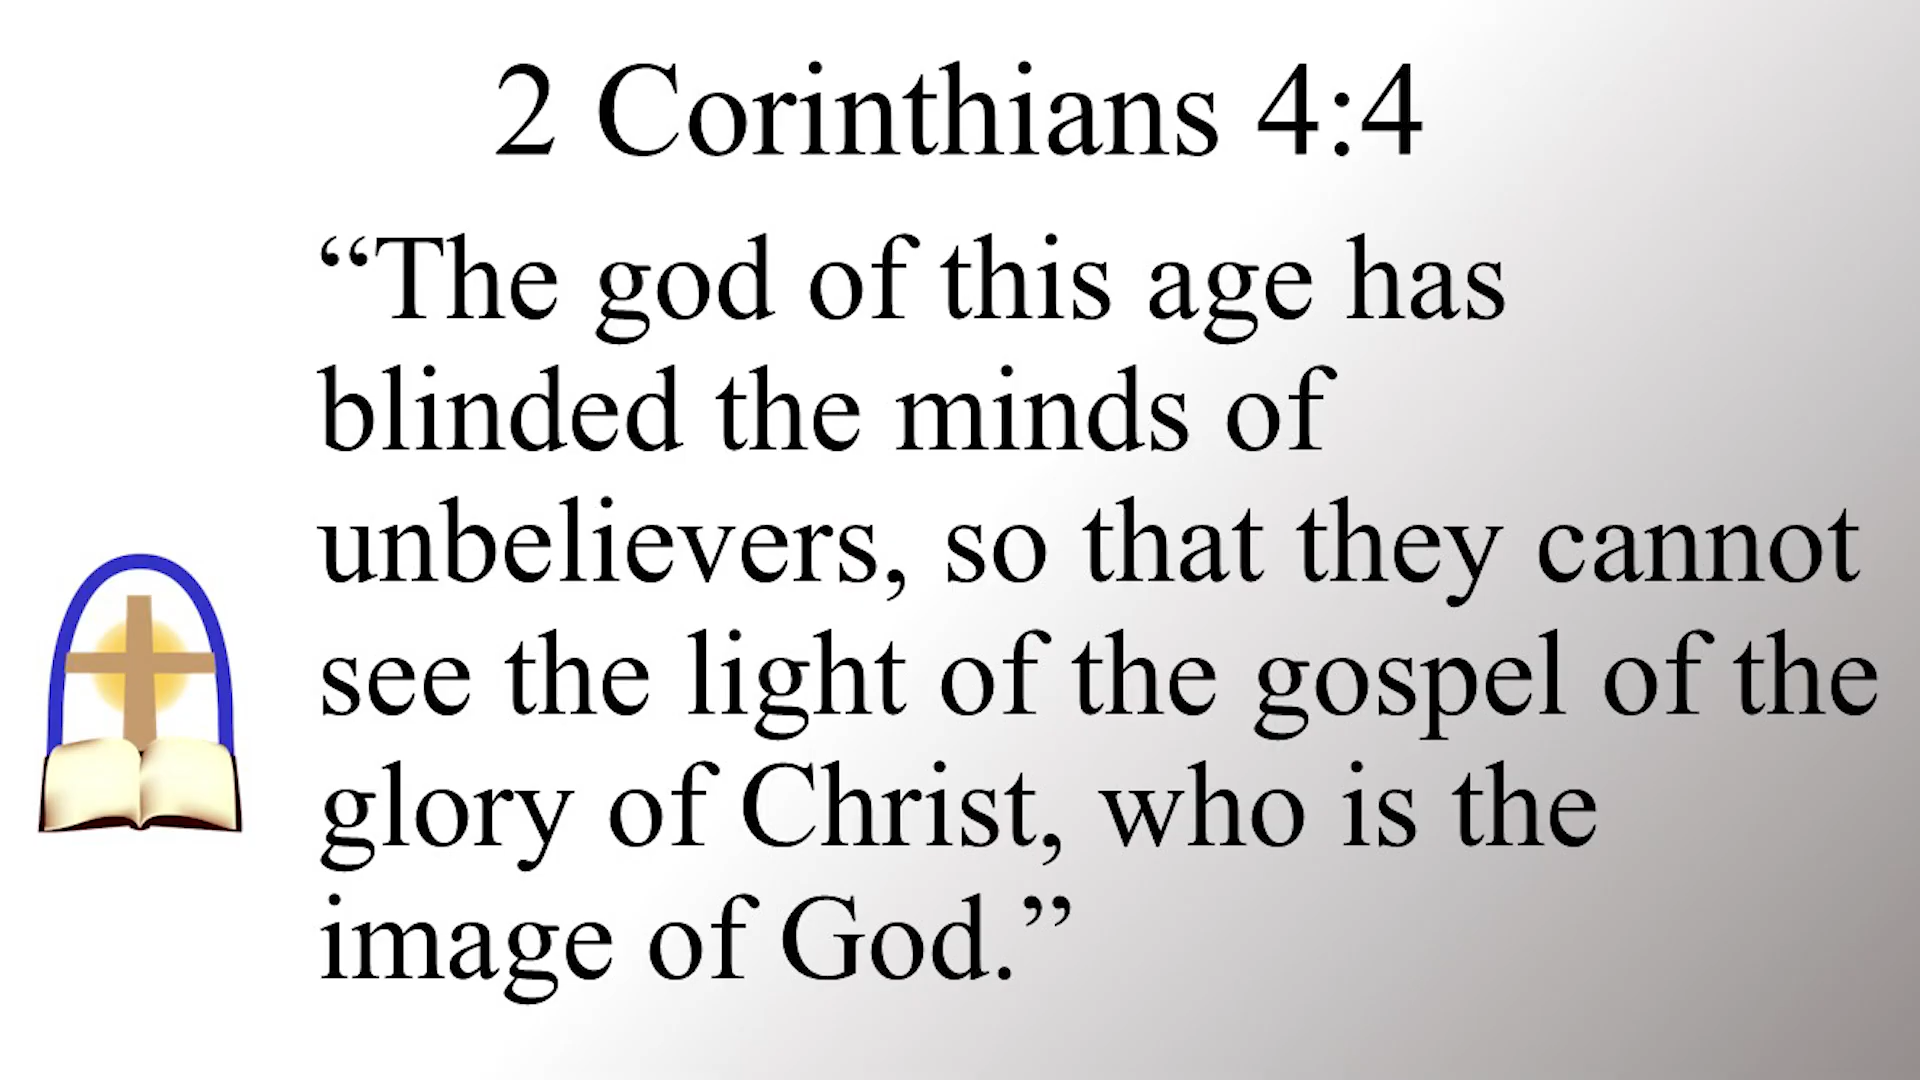 2 Corinthians 4:4
“The god of this age has
blinded the minds of
unbelievers, so that they cannot
see the light of the gospel of the
glory of Christ, who is the
image of God.”